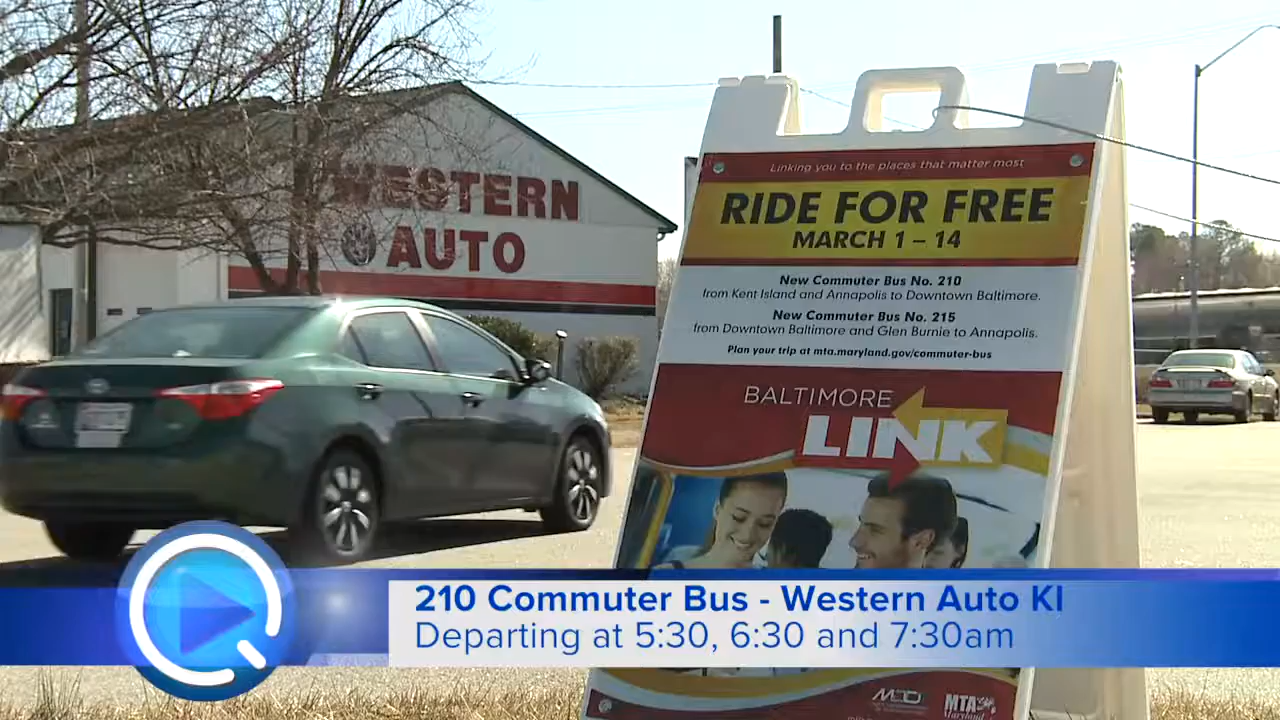 WESTERN
AUTO
Linking you to the places that matter most
RIDE FOR FREE
MARCH 1 – 14
New Commuter Bus No. 210
from Kent Island and Annapolis to Downtown Baltimore.
New Commuter Bus No. 215
from Downtown Baltimore and Glen Burnie to Annapolis.
Plan your trip at mta.maryland.gov/commuter-bus
BALTIMORE
LINK
210 Commuter Bus - Western Auto KI
Departing at 5:30, 6:30 and 7:30am
MTA
Maryland